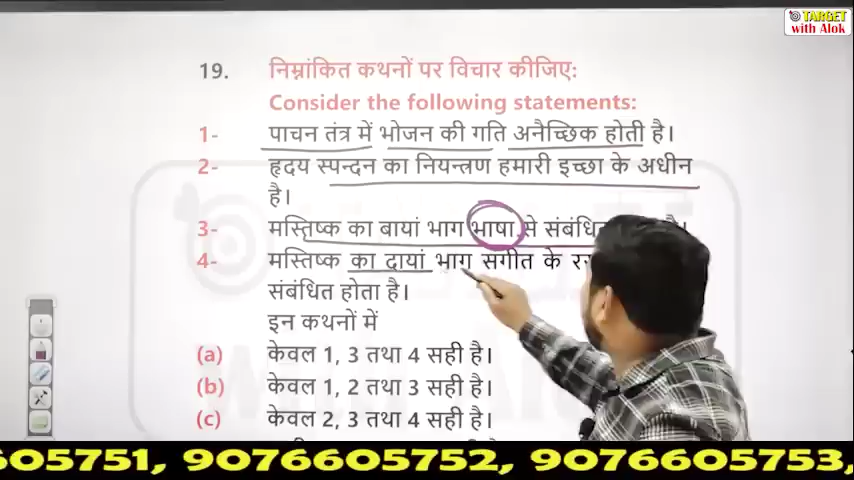 TARGET
with Alok
19. निम्नांकित कथनों पर विचार कीजिए:
Consider the following statements:
1- पाचन तंत्र में भोजन की गति अनैच्छिक होती है।
2- हृदय स्पन्दन का नियन्त्रण हमारी इच्छा के अधीन
है।
3- मस्तिष्क का बायां भाग भाषा से
4- मस्तिष्क का दायां भाग संगीत के
संबंधित होता है।
इन कथनों में
(a) केवल 1, 3 तथा 4 सही है।
(b) केवल 1, 2 तथा 3 सही है।
(c) केवल 2, 3 तथा 4 सही है।
605751, 9076605752, 9076605753,